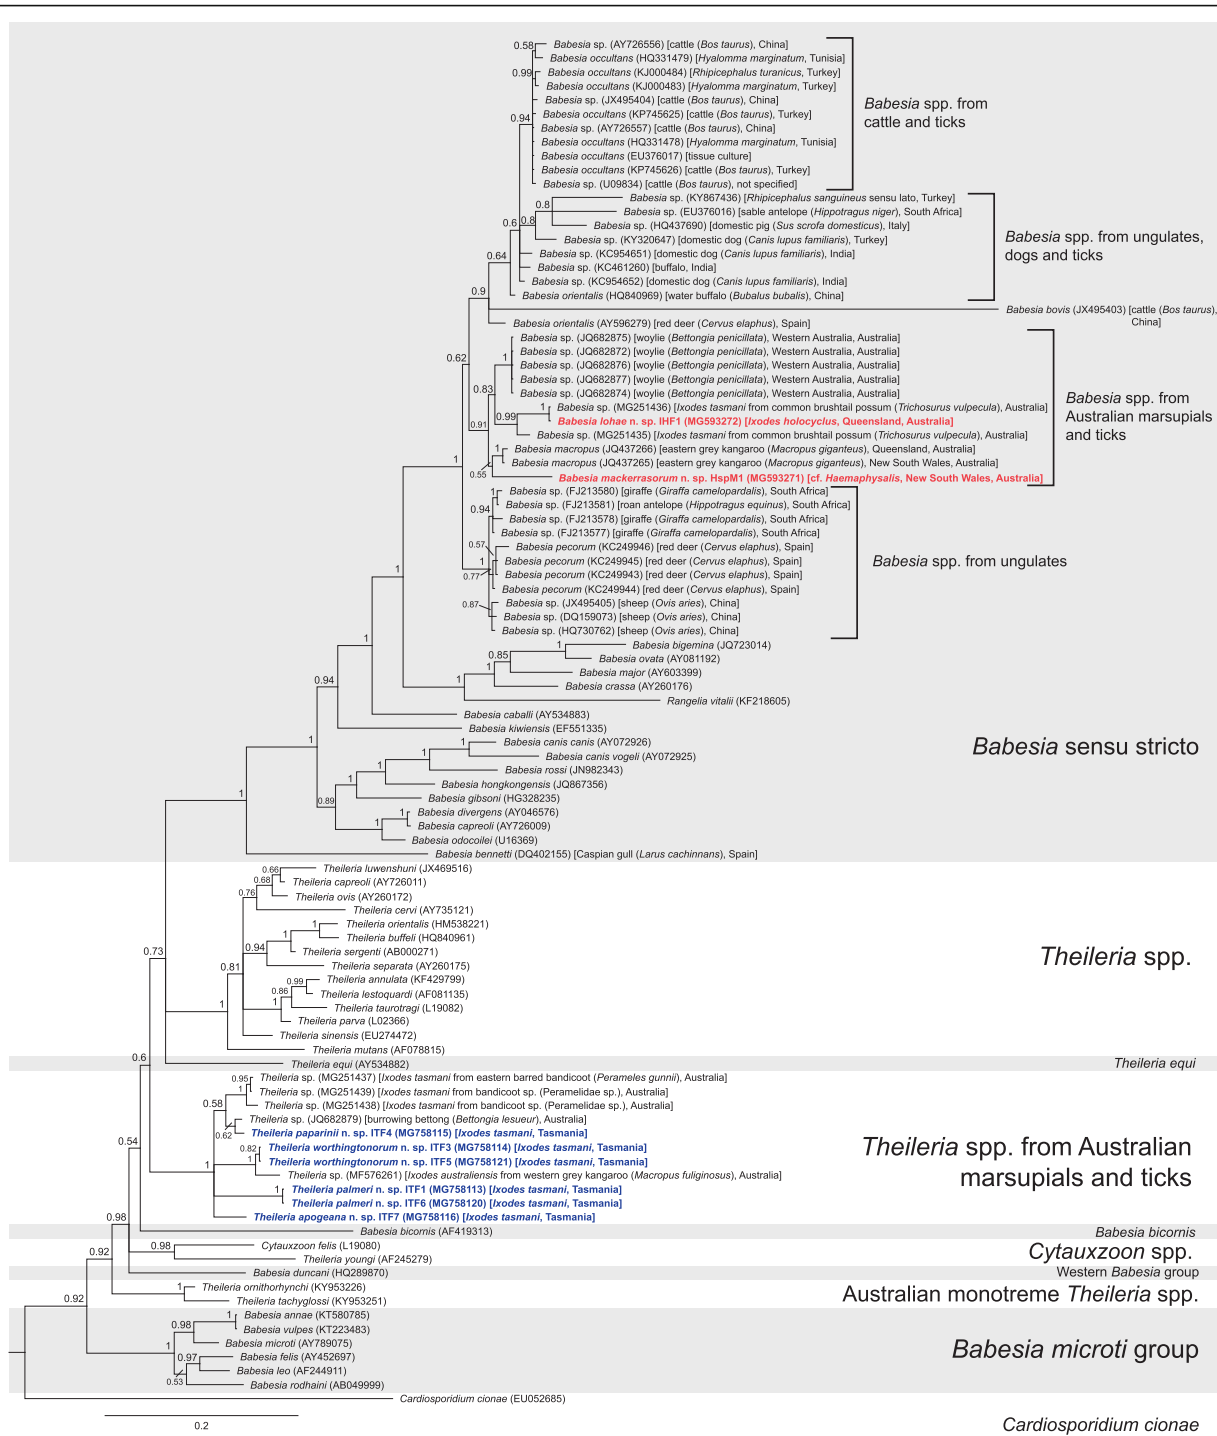 0.58
Babesia sp. (AY726556) [cattle (Bos taurus), China]
Babesia occultans (HQ331479) [Hyalomma marginatum, Tunisia]
0.99
Babesia occultans (KJ000484) [Rhipicephalus turanicus, Turkey]
Babesia occultans (KJ000483) [Hyalomma marginatum, Turkey]
Babesia sp. (JX495404) [cattle (Bos taurus), China]
Babesia spp. from
cattle and ticks
0.94
Babesia occultans (KP745625) [cattle (Bos taurus), Turkey]
Babesia sp. (AY726557) [cattle (Bos taurus), China]
Babesia occultans (HQ331478) [Hyalomma marginatum, Tunisia]
Babesia occultans (EU376017) [tissue culture]
Babesia occultans (KP745626) [cattle (Bos taurus), Turkey]
Babesia sp. (U09834) [cattle (Bos taurus), not specified]
0.8
Babesia sp. (KY867436) [Rhipicephalus sanguineus sensu lato, Turkey]
Babesia sp. (EU376016) [sable antelope (Hippotragus niger), South Africa]
0.6
0.8
Babesia sp. (HQ437690) [domestic pig (Sus scrofa domesticus), Italy]
Babesia sp. (KY320647) [domestic dog (Canis lupus familiaris), Turkey]
Babesia spp. from ungulates,
dogs and ticks
0.64
Babesia sp. (KC954651) [domestic dog (Canis lupus familiaris), India]
Babesia sp. (KC461260) [buffalo, India]
Babesia sp. (KC954652) [domestic dog (Canis lupus familiaris), India]
0.9
Babesia orientalis (HQ840969) [water buffalo (Bubalus bubalis), China]
Babesia bovis (JX495403) [cattle (Bos taurus),
China]
Babesia orientalis (AY596279) [red deer (Cervus elaphus), Spain]
Babesia sp. (JQ682875) [woylie (Bettongia penicillata), Western Australia, Australia]
Babesia sp. (JQ682872) [woylie (Bettongia penicillata), Western Australia, Australia]
0.62
1
Babesia sp. (JQ682876) [woylie (Bettongia penicillata), Western Australia, Australia]
Babesia sp. (JQ682877) [woylie (Bettongia penicillata), Western Australia, Australia]
0.83
Babesia sp. (JQ682874) [woylie (Bettongia penicillata), Western Australia, Australia]
1
Babesia sp. (MG251436) [Ixodes tasmani from common brushtail possum (Trichosurus vulpecula), Australia]
0.99
Babesia lohae n. sp. IHF1 (MG593272) [Ixodes holocyclus, Queensland, Australia]
Babesia spp. from
Australian marsupials
and ticks
0.91
Babesia sp. (MG251435) [Ixodes tasmani from common brushtail possum (Trichosurus vulpecula), Australia]
1
Babesia macropus (JQ437266) [eastern grey kangaroo (Macropus giganteus), Queensland, Australia]
1
Babesia macropus (JQ437265) [eastern grey kangaroo (Macropus giganteus), New South Wales, Australia]
0.55
Babesia mackerrasorum n. sp. HspM1 (MG593271) [cf. Haemaphysalis, New South Wales, Australia]
1
Babesia sp. (FJ213580) [giraffe (Giraffa camelopardalis), South Africa]
Babesia sp. (FJ213581) [roan antelope (Hippotragus equinus), South Africa]
0.94
Babesia sp. (FJ213578) [giraffe (Giraffa camelopardalis), South Africa]
Babesia sp. (FJ213577) [giraffe (Giraffa camelopardalis), South Africa]
0.57
Babesia pecorum (KC249946) [red deer (Cervus elaphus), Spain]
1
Babesia pecorum (KC249945) [red deer (Cervus elaphus), Spain]
Babesia spp. from ungulates
1
0.77
Babesia pecorum (KC249943) [red deer (Cervus elaphus), Spain]
Babesia pecorum (KC249944) [red deer (Cervus elaphus), Spain]
0.87
Babesia sp. (JX495405) [sheep (Ovis aries), China]
Babesia sp. (DQ159073) [sheep (Ovis aries), China]
Babesia sp. (HQ730762) [sheep (Ovis aries), China]
1
1
Babesia bigemina (JQ723014)
0.85
Babesia ovata (AY081192)
1
Babesia major (AY603399)
1
0.94
Babesia crassa (AY260176)
Rangelia vitalii (KF218605)
Babesia caballi (AY534883)
Babesia kiwiensis (EF551335)
1
1
Babesia canis canis (AY072926)
Babesia sensu stricto
1
Babesia canis vogeli (AY072925)
1
Babesia rossi (JN982343)
1
Babesia hongkongensis (JQ867356)
1
0.89
Babesia gibsoni (HG328235)
1
Babesia divergens (AY046576)
1
Babesia capreoli (AY726009)
Babesia odocoilei (U16369)
Babesia bennetti (DQ402155) [Caspian gull (Larus cachinnans), Spain]
0.66
Theileria luwenshuni (JX469516)
0.68
Theileria capreoli (AY726011)
0.76
Theileria ovis (AY260172)
Theileria cervi (AY735121)
1
Theileria orientalis (HM538221)
1
Theileria buffeli (HQ840961)
0.73
0.94
Theileria sergenti (AB000271)
Theileria spp.
0.81
Theileria separata (AY260175)
0.99
Theileria annulata (KF429799)
0.86
Theileria lestoquardi (AF081135)
1
1
Theileria taurotragi (L19082)
Theileria parva (L02366)
Theileria sinensis (EU274472)
Theileria mutans (AF078815)
0.6
Theileria equi (AY534882)
Theileria equi
0.95
Theileria sp. (MG251437) [Ixodes tasmani from eastern barred bandicoot (Perameles gunnii), Australia]
1
Theileria sp. (MG251439) [Ixodes tasmani from bandicoot sp. (Peramelidae sp.), Australia]
0.58
Theileria sp. (MG251438) [Ixodes tasmani from bandicoot sp. (Peramelidae sp.), Australia]
Theileria sp. (JQ682879) [burrowing bettong (Bettongia lesueur), Australia]
0.62
Theileria paparinii n. sp. ITF4 (MG758115) [Ixodes tasmani, Tasmania]
0.54
0.82
Theileria worthingtonorum n. sp. ITF3 (MG758114) [Ixodes tasmani, Tasmania]
1
1
Theileria worthingtonorum n. sp. ITF5 (MG758121) [Ixodes tasmani, Tasmania]
Theileria spp. from Australian
marsupials and ticks
Theileria sp. (MF576261) [Ixodes australiensis from western grey kangaroo (Macropus fuliginosus), Australia]
1
Theileria palmeri n. sp. ITF1 (MG758113) [Ixodes tasmani, Tasmania]
Theileria palmeri n. sp. ITF6 (MG758120) [Ixodes tasmani, Tasmania]
0.98
Theileria apogeana n. sp. ITF7 (MG758116) [Ixodes tasmani, Tasmania]
Babesia bicornis (AF419313)
Babesia bicornis
0.98
Cytauxzoon felis (L19080)
Cytauxzoon spp.
0.92
Theileria youngi (AF245279)
Babesia duncani (HQ289870)
Western Babesia group
1
Theileria ornithorhynchi (KY953226)
Australian monotreme Theileria spp.
0.92
Theileria tachyglossi (KY953251)
1
Babesia annae (KT580785)
0.98
Babesia vulpes (KT223483)
1
Babesia microti (AY789075)
Babesia microti group
0.97
Babesia felis (AY452697)
Babesia leo (AF244911)
0.53
Babesia rodhaini (AB049999)
Cardiosporidium cionae (EU052685)
0.2
Cardiosporidium cionae